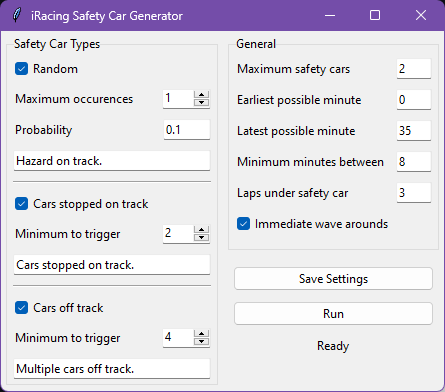 iRacing Safety Car Generator
Safety Car Types
Random
Maximum occurences 1
Probability 0.1
Hazard on track.
Cars stopped on track
Minimum to trigger 2
Cars stopped on track.
Cars off track
Minimum to trigger 4
Multiple cars off track.
General
Maximum safety cars 2
Earliest possible minute 0
Latest possible minute 35
Minimum minutes between 8
Laps under safety car 3
Immediate wave arounds
Save Settings
Run
Ready